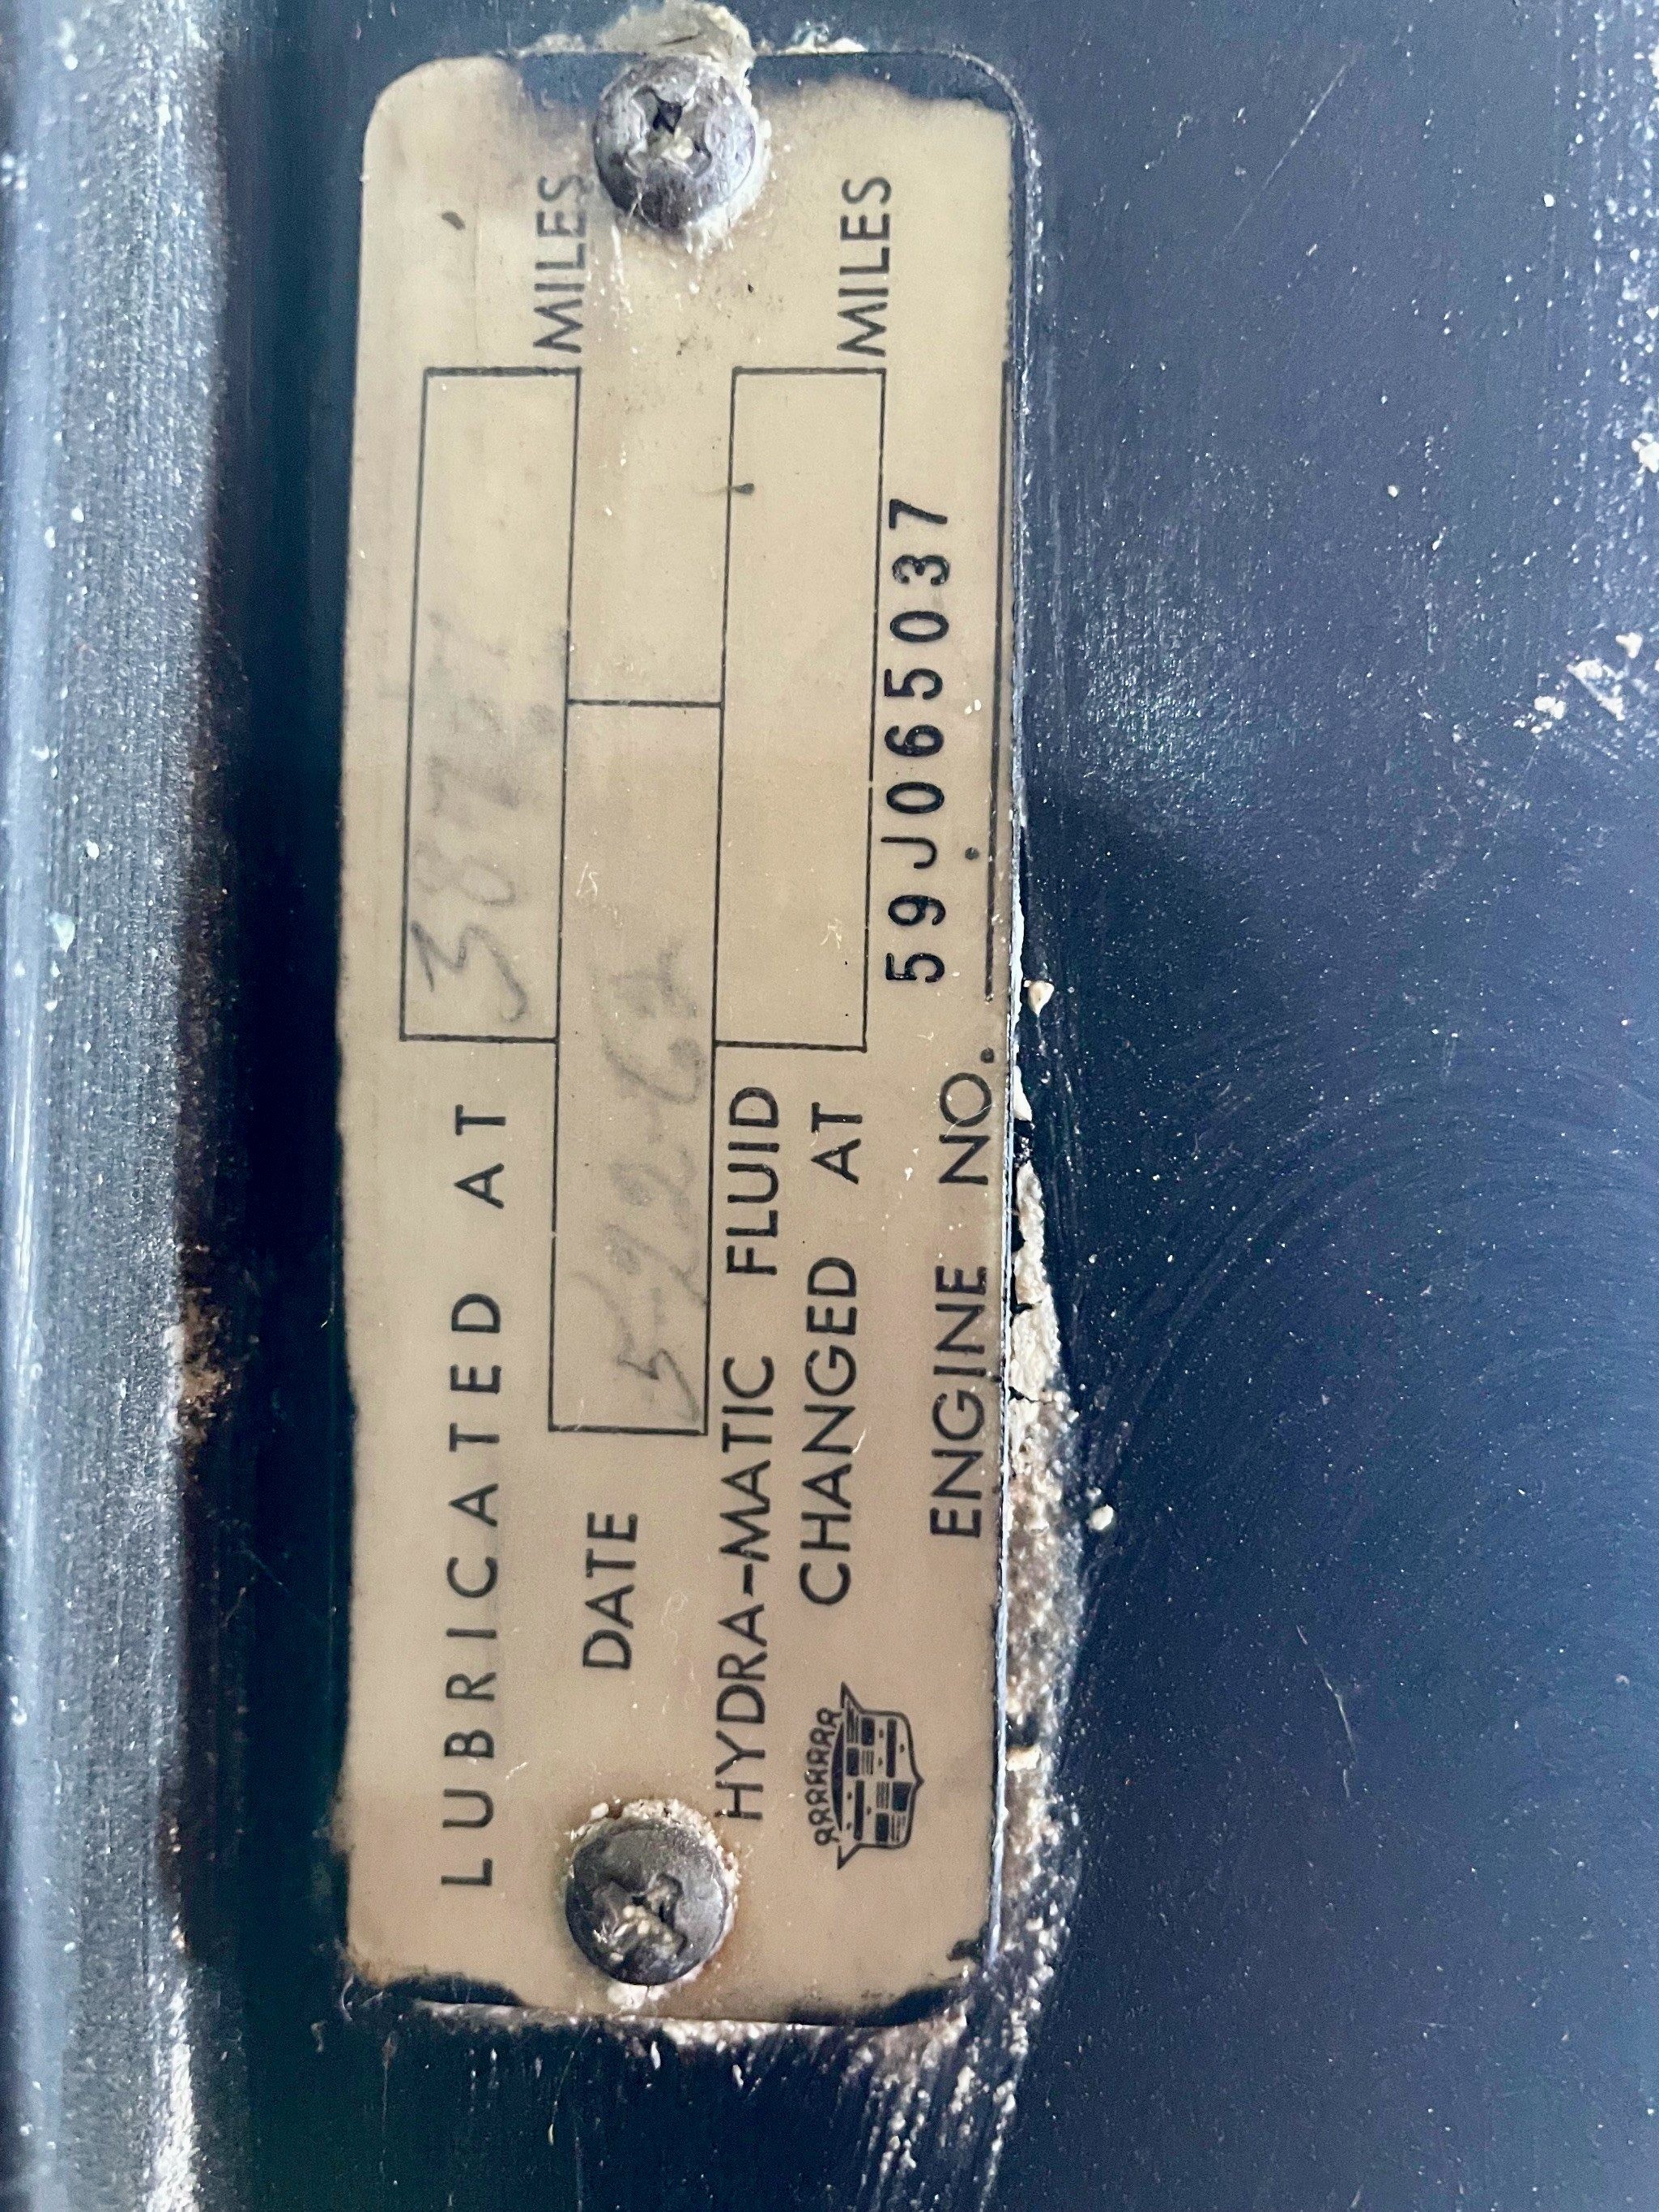 LUBRICATED AT
MILES
DATE
HYDRA-MATIC FLUID
CHANGED AT MILES
ENGINE NO. 59J065037